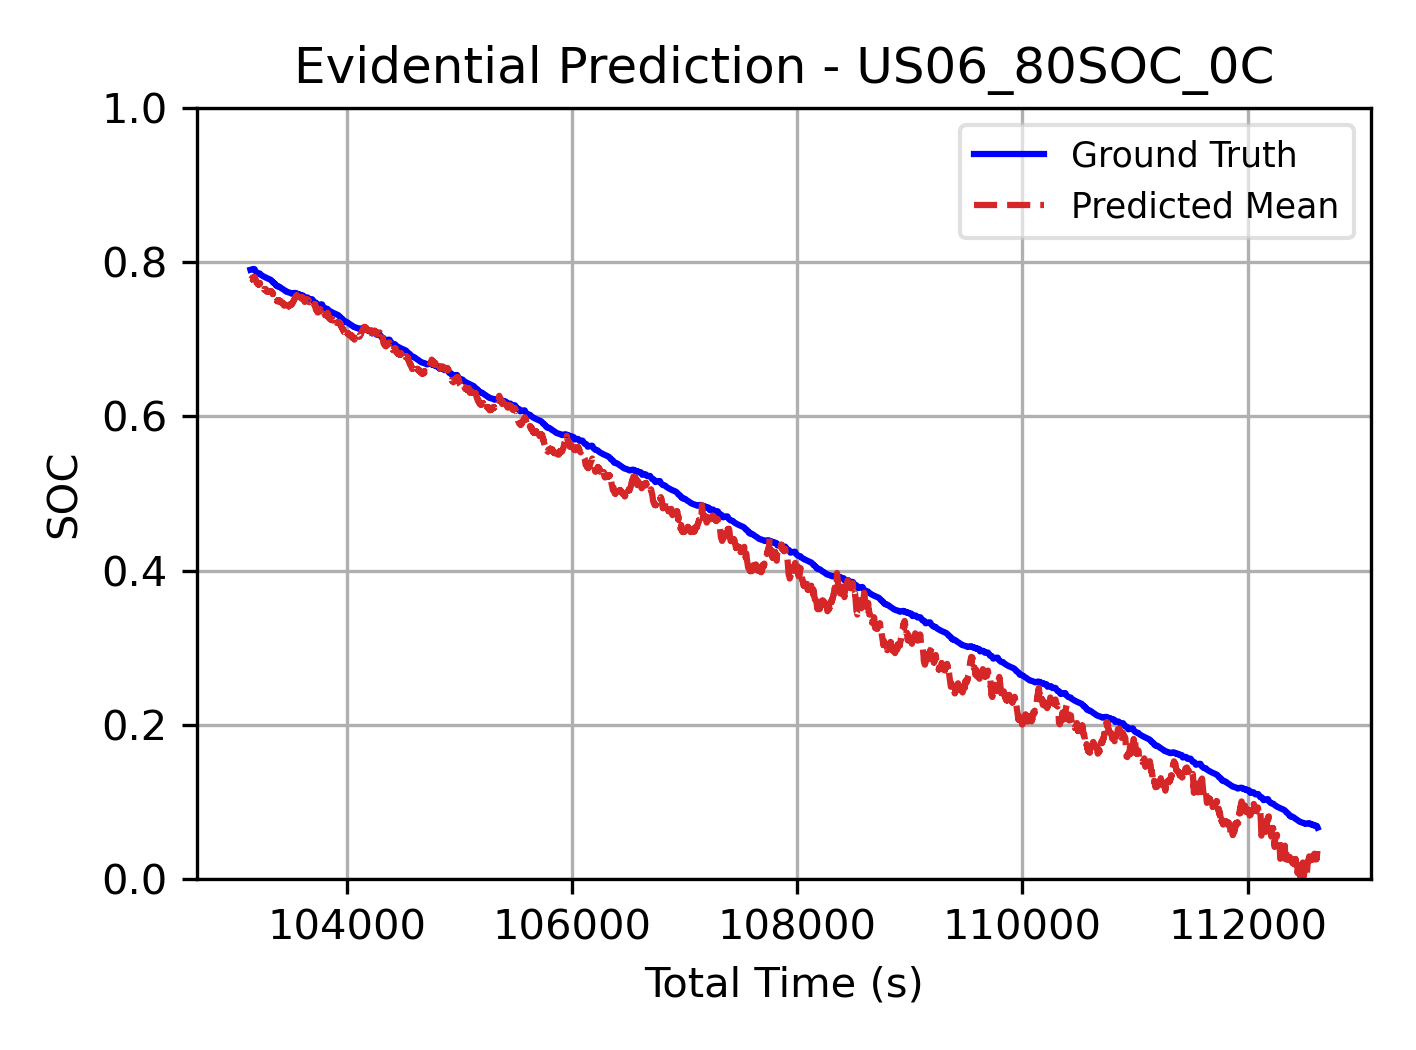 Evidential Prediction - US06_80SOC_0C
1.0
0.8
0.6
0.4
0.2
0.0
SOC
Ground Truth
Predicted Mean
104000 106000 108000 110000 112000
Total Time (s)